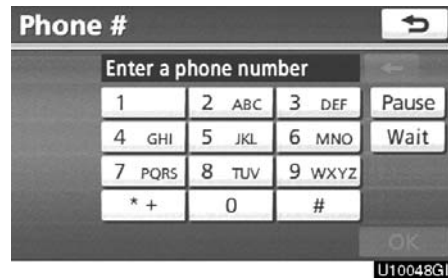 Phone #
Enter a phone number
1 2 ABC 3 DEF Pause
4 GHI 5 JKL 6 MNO Wait
7 PQRS 8 TUV 9 WXYZ
* + 0 #
OK
U10048G